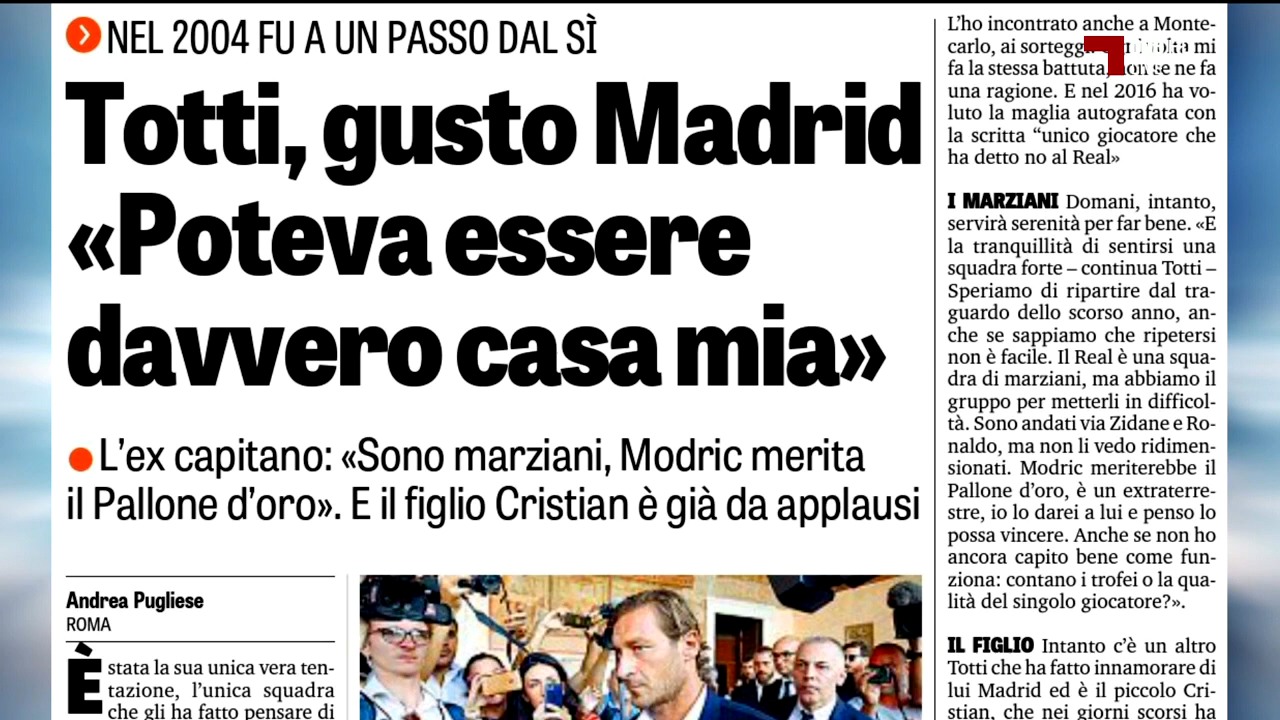 NEL 2004 FU A UN PASSO DAL SÌ
Totti, gusto Madrid
«Poteva essere
davvero casa mia»
L'ex capitano: «Sono marziani, Modric merita
il Pallone d'oro». E il figlio Cristian è già da applausi
Andrea Pugliese
ROMA
È stata la sua unica vera ten-
tazione, l'unica squadra
che gli ha fatto pensare di
L'ho incontrato anche a Monte-
carlo, ai mi
fa la stessa battuta, se ne fa
una ragione. E nel 2016 ha vo-
luto la maglia autografata con
la scritta “unico giocatore che
ha detto no al Real»
I MARZIANI Domani, intanto,
servirà serenità per far bene. «E
la tranquillità di sentirsi una
squadra forte – continua Totti –
Speriamo di ripartire dal tra-
guardo dello scorso anno, an-
che se sappiamo che ripetersi
non è facile. Il Real è una squa-
dra di marziani, ma abbiamo il
gruppo per metterli in difficol-
tà. Sono andati via Zidane e Ro-
naldo, ma non li vedo ridimen-
sionati. Modric meriterebbe il
Pallone d'oro, è un extraterre-
stre, io lo darei a lui e penso lo
possa vincere. Anche se non ho
ancora capito bene come fun-
ziona: contano i trofei o la qua-
lità del singolo giocatore?».
IL FIGLIO Intanto c'è un altro
Totti che ha fatto innamorare di
lui Madrid ed è il piccolo Cri-
stian, che nei giorni scorsi ha